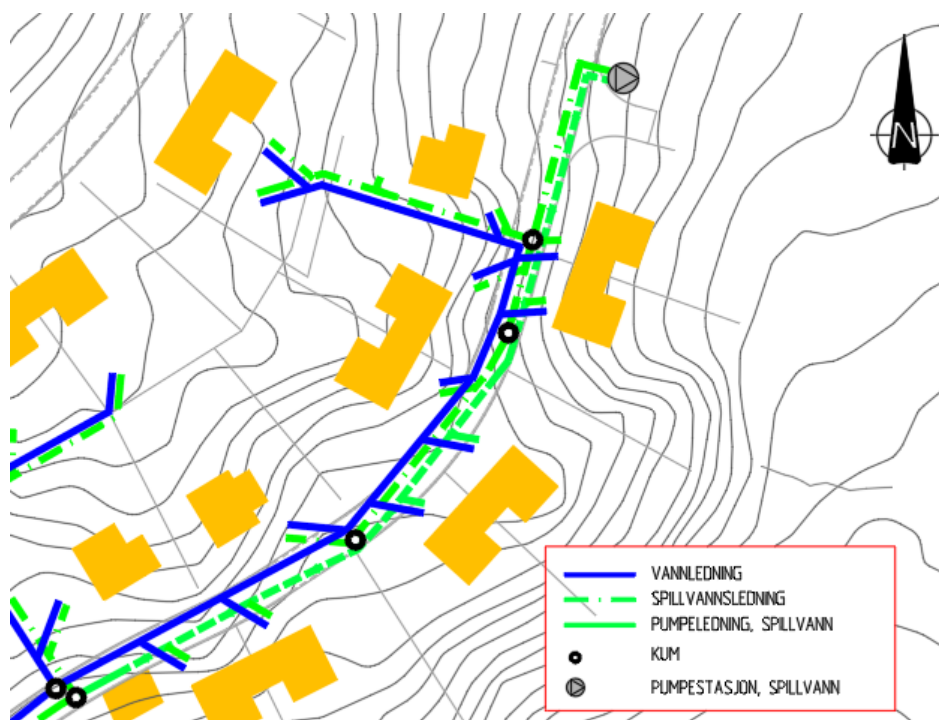 N
VANNLEDNING
SPILLVANNSLEDNING
PUMPELEDNING, SPILLVANN
KUM
PUMPESTASJON, SPILLVANN